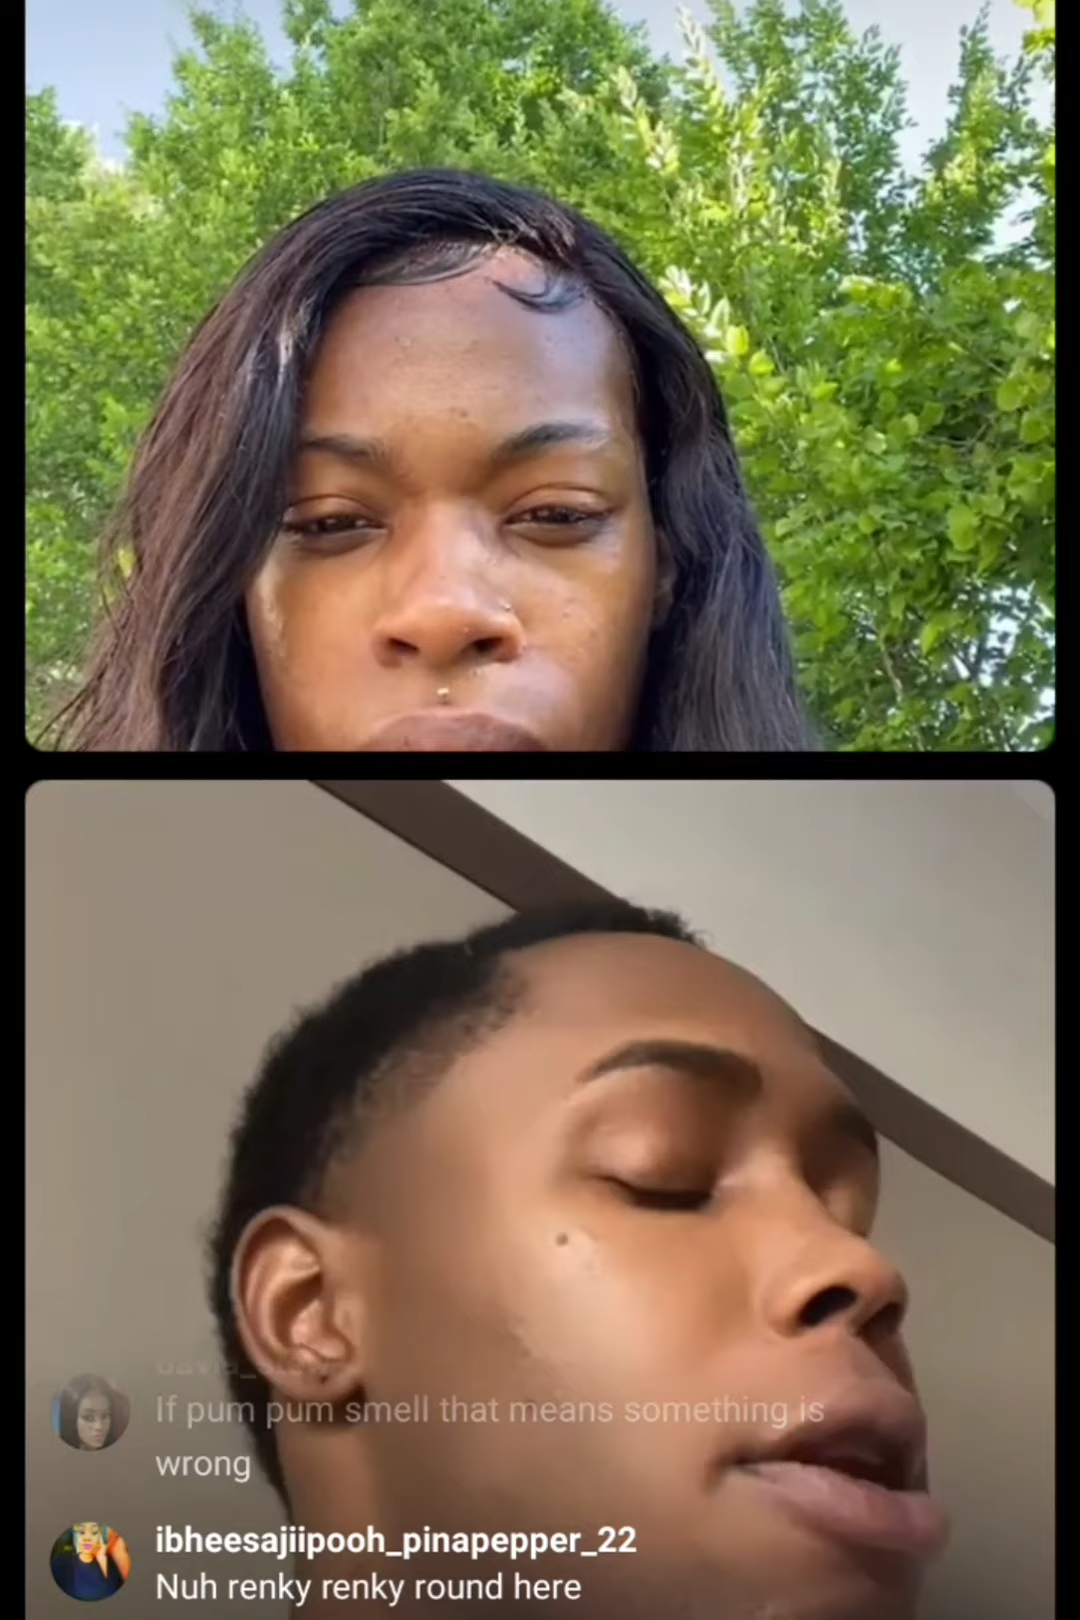 If pum pum smell that means something is
wrong
ibheesajiipooh_pinapepper_22
Nuh renky renky round here